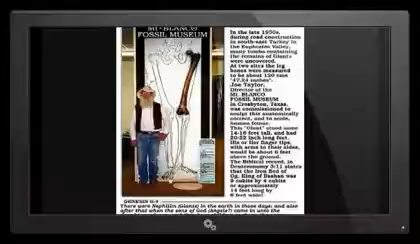 MT. BLANCO
FOSSIL MUSEUM
In the late 1950s,
during road construction
in south-east Turkey in
the Euphrates Valley,
many tombs containing
the remains of Giants
were uncovered.
At two sites the leg
bones were measured
to be about 120 cms
"47.24 inches".
Joe Taylor,
Director of the
Mt. BLANCO
FOSSIL MUSEUM
in Crosbyton, Texas,
was commissioned to
sculpt this anatomically
correct, and to scale,
human femur.
This "Giant" stood some
14-16 feet tall, and had
20-22 inch long feet.
His or Her finger tips,
with arms to their sides,
would be about 6 feet
above the ground.
The Biblical record, in
Deuteronomy 3:11 states
that the Iron Bed of
Og, King of Bashan was
9 cubits by 4 cubits
or approximately
14 feet long by
6 feet wide!
GENESIS 6:4
There were Nephilim (Giants) in the earth in those days; and also
after that when the sons of God (Angels?) came in unto the